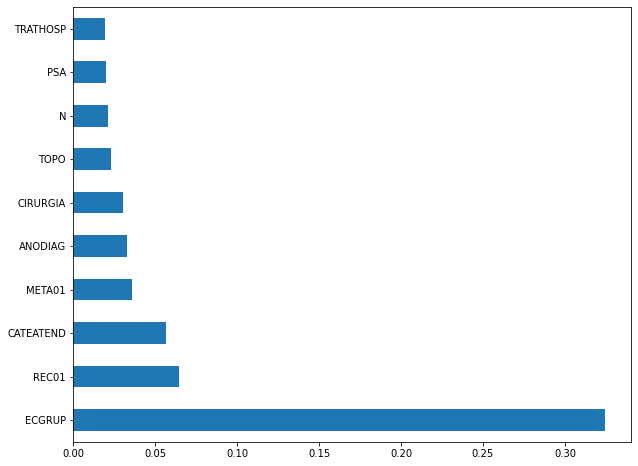 TRATHOSP
PSA
N
TOPO
CIRURGIA
ANODIAG
META01
CATEATEND
REC01
ECGRUP
0.00 0.05 0.10 0.15 0.20 0.25 0.30